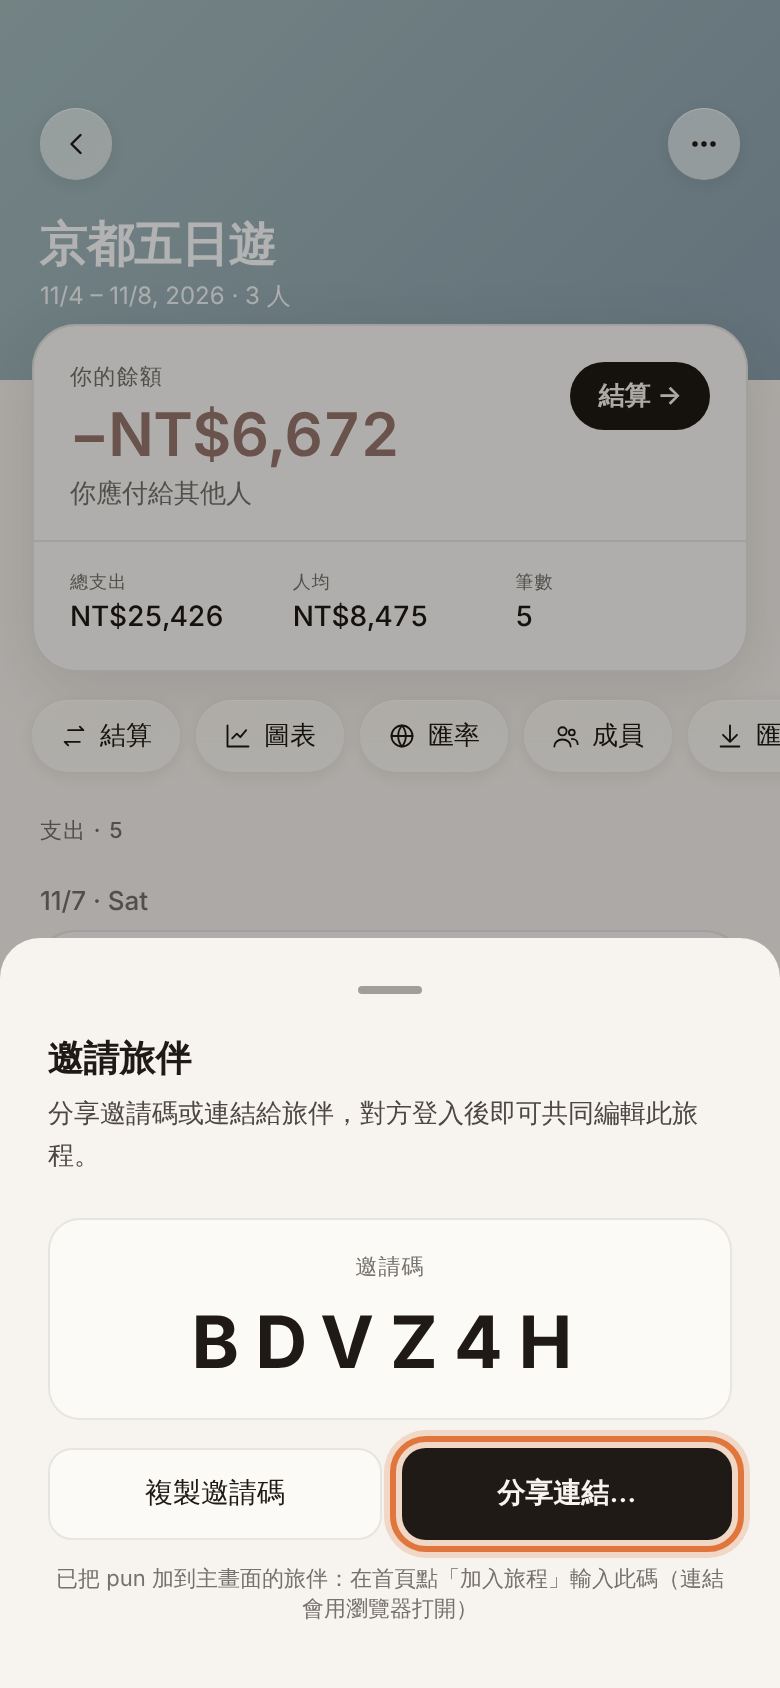 京都五日遊
11/4 – 11/8, 2026 · 3 人
你的餘額
–NT$6,672
結算 →
你應付給其他人
總支出 人均 筆數
NT$25,426 NT$8,475 5
結算 圖表 匯率 成員 匯
支出 · 5
11/7 · Sat
邀請旅伴
分享邀請碼或連結給旅伴，對方登入後即可共同編輯此旅
程。
邀請碼
BDVZ4H
複製邀請碼 分享連結...
已把 pun 加到主畫面的旅伴：在首頁點「加入旅程」輸入此碼（連結
會用瀏覽器打開）